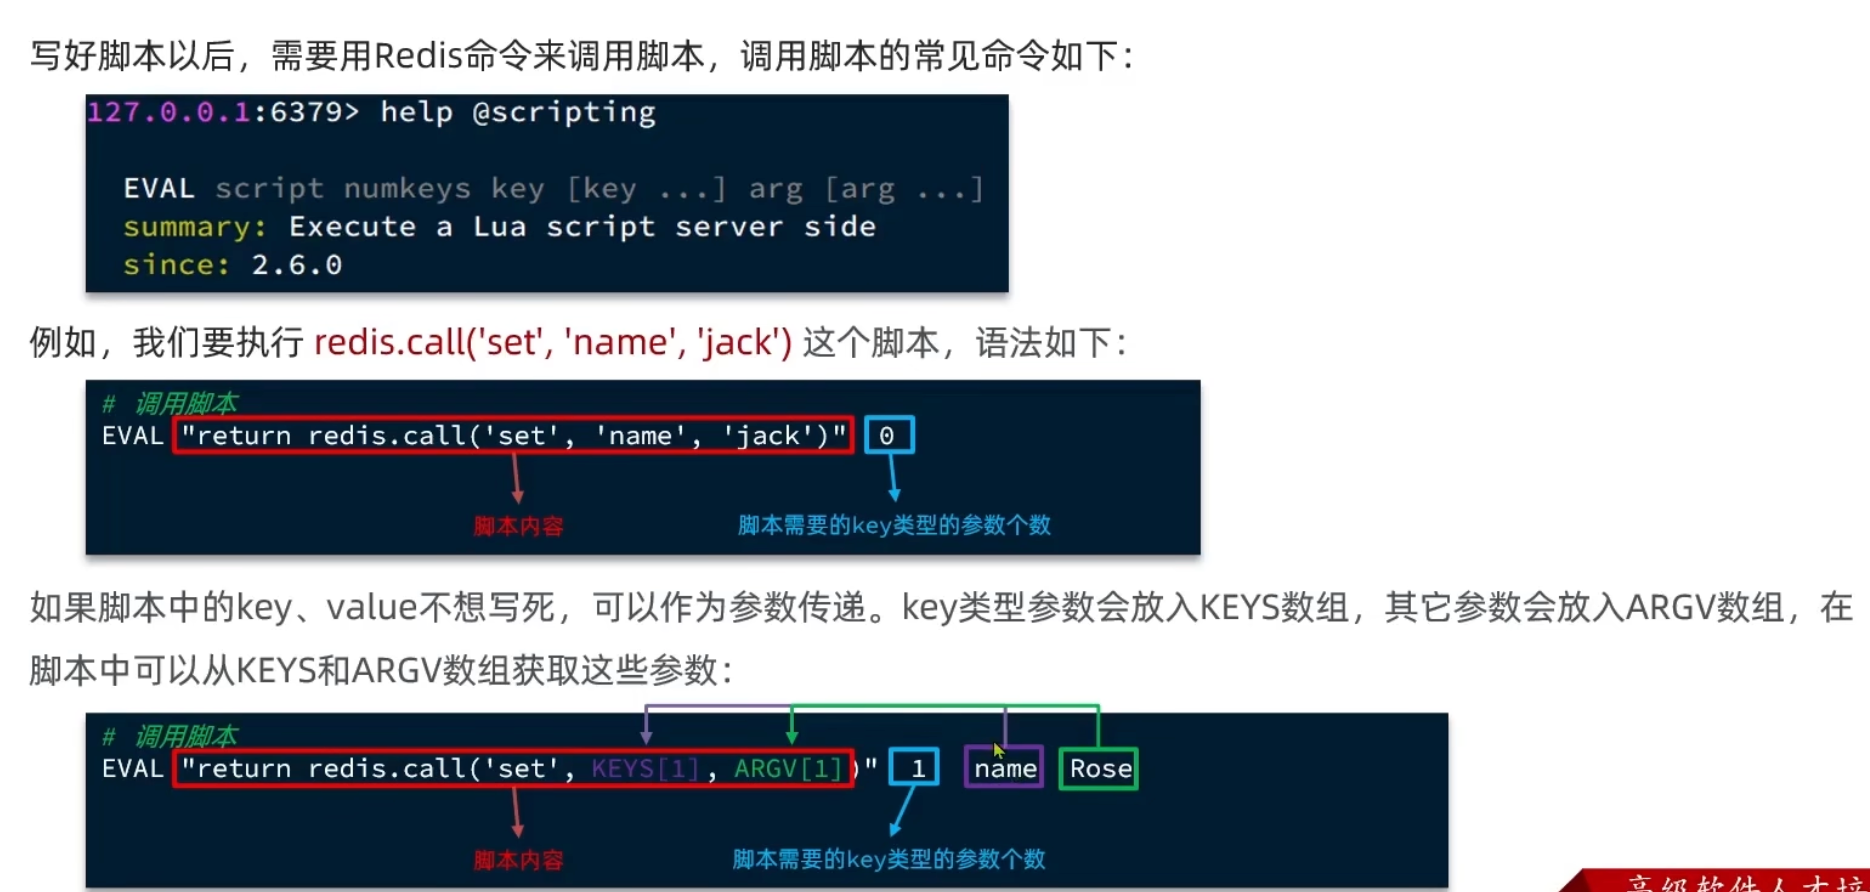 写好脚本以后，需要用Redis命令来调用脚本，调用脚本的常见命令如下：
127.0.0.1:6379> help @scripting
EVAL script numkeys key [key ...] arg [arg ...]
summary: Execute a Lua script server side
since: 2.6.0
例如，我们要执行 redis.call('set', 'name', 'jack') 这个脚本，语法如下：
# 调用脚本
EVAL "return redis.call('set', 'name', 'jack')" 0
脚本内容 脚本需要的key类型的参数个数
如果脚本中的key、value不想写死，可以作为参数传递。key类型参数会放入KEYS数组，其它参数会放入ARGV数组，在
脚本中可以从KEYS和ARGV数组获取这些参数：
# 调用脚本
EVAL "return redis.call('set', KEYS[1], ARGV[1])" 1 name Rose
脚本内容 脚本需要的key类型的参数个数
高级软件人才培